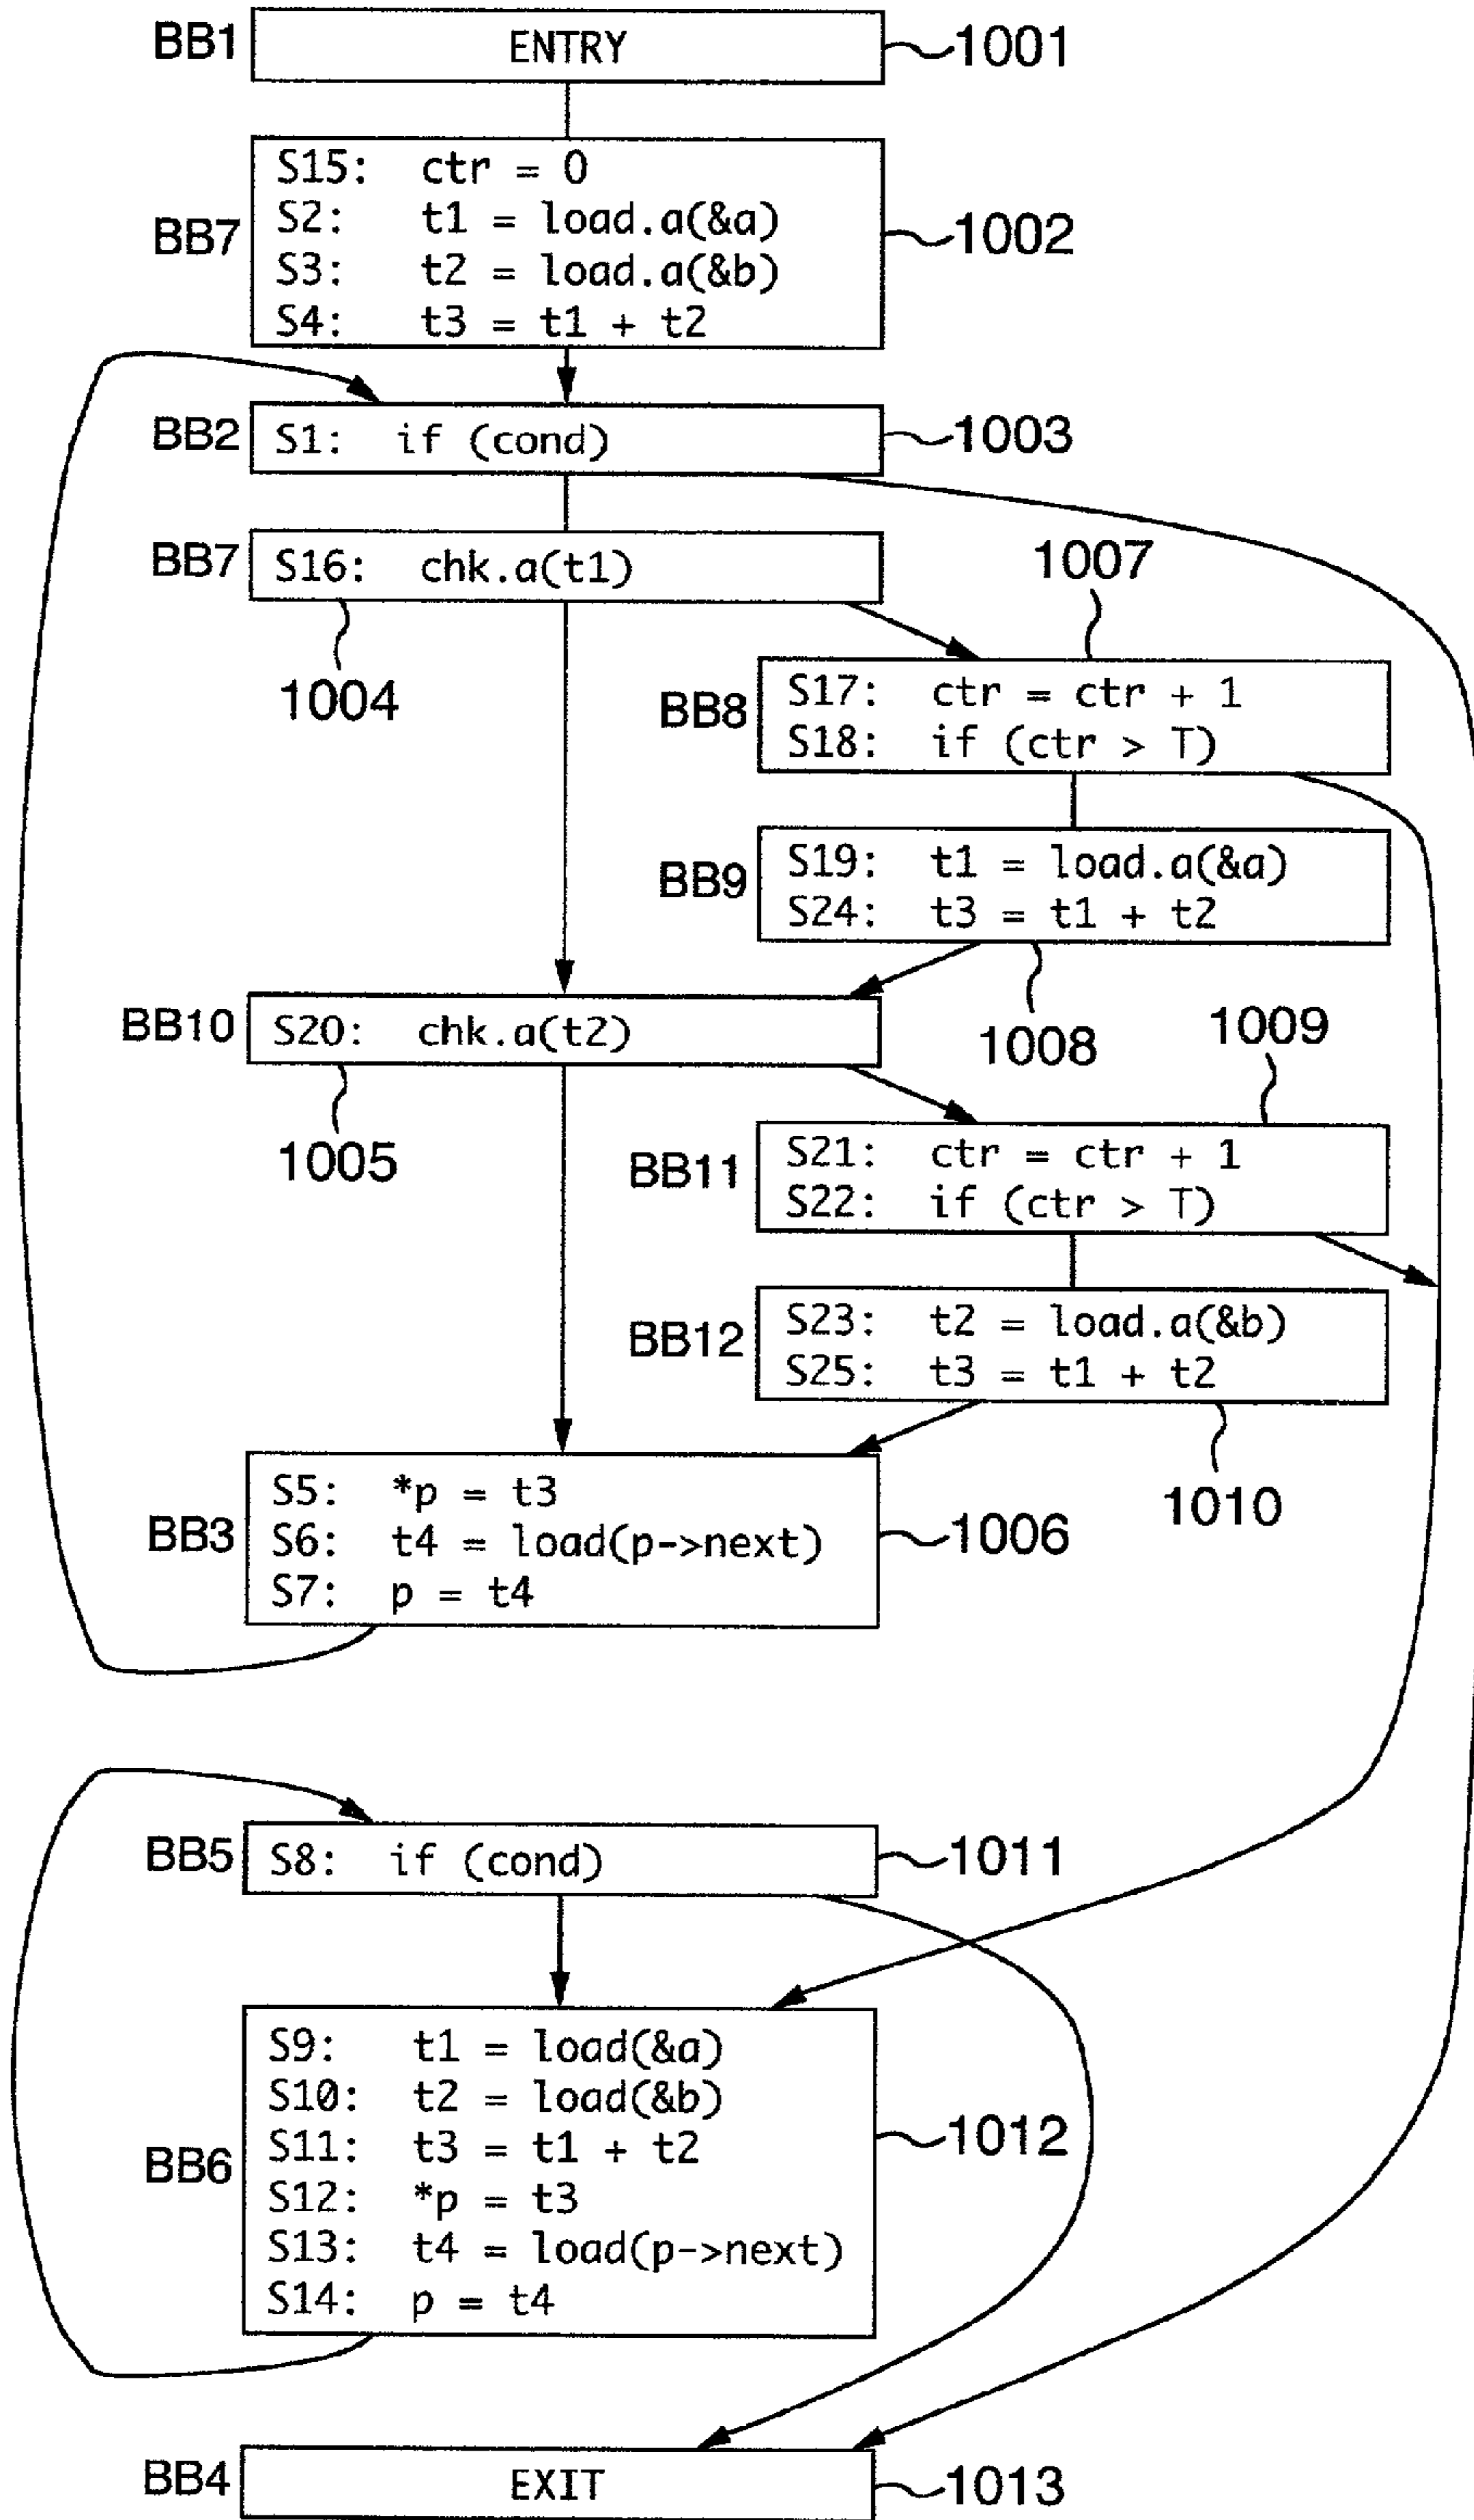 BB1 ENTRY 1001
S15: ctr = 0
S2: t1 = load.a(&a)
BB7 1002
S3: t2 = load.a(&b)
S4: t3 = t1 + t2
BB2 S1: if (cond) 1003
BB7 S16: chk.a(t1)
1007
1004
S17: ctr = ctr + 1
BB8
S18: if (ctr > T)
S19: t1 = load.a(&a)
BB9
S24: t3 = t1 + t2
BB10 S20: chk.a(t2)
1008
1009
1005
S21: ctr = ctr + 1
BB11
S22: if (ctr > T)
S23: t2 = load.a(&b)
BB12
S25: t3 = t1 + t2
1010
S5: *p = t3
BB3 S6: t4 = load(p->next) 1006
S7: p = t4
BB5 S8: if (cond) 1011
S9: t1 = load(&a)
S10: t2 = load(&b)
S11: t3 = t1 + t2
BB6 1012
S12: *p = t3
S13: t4 = load(p->next)
S14: p = t4
BB4 EXIT 1013